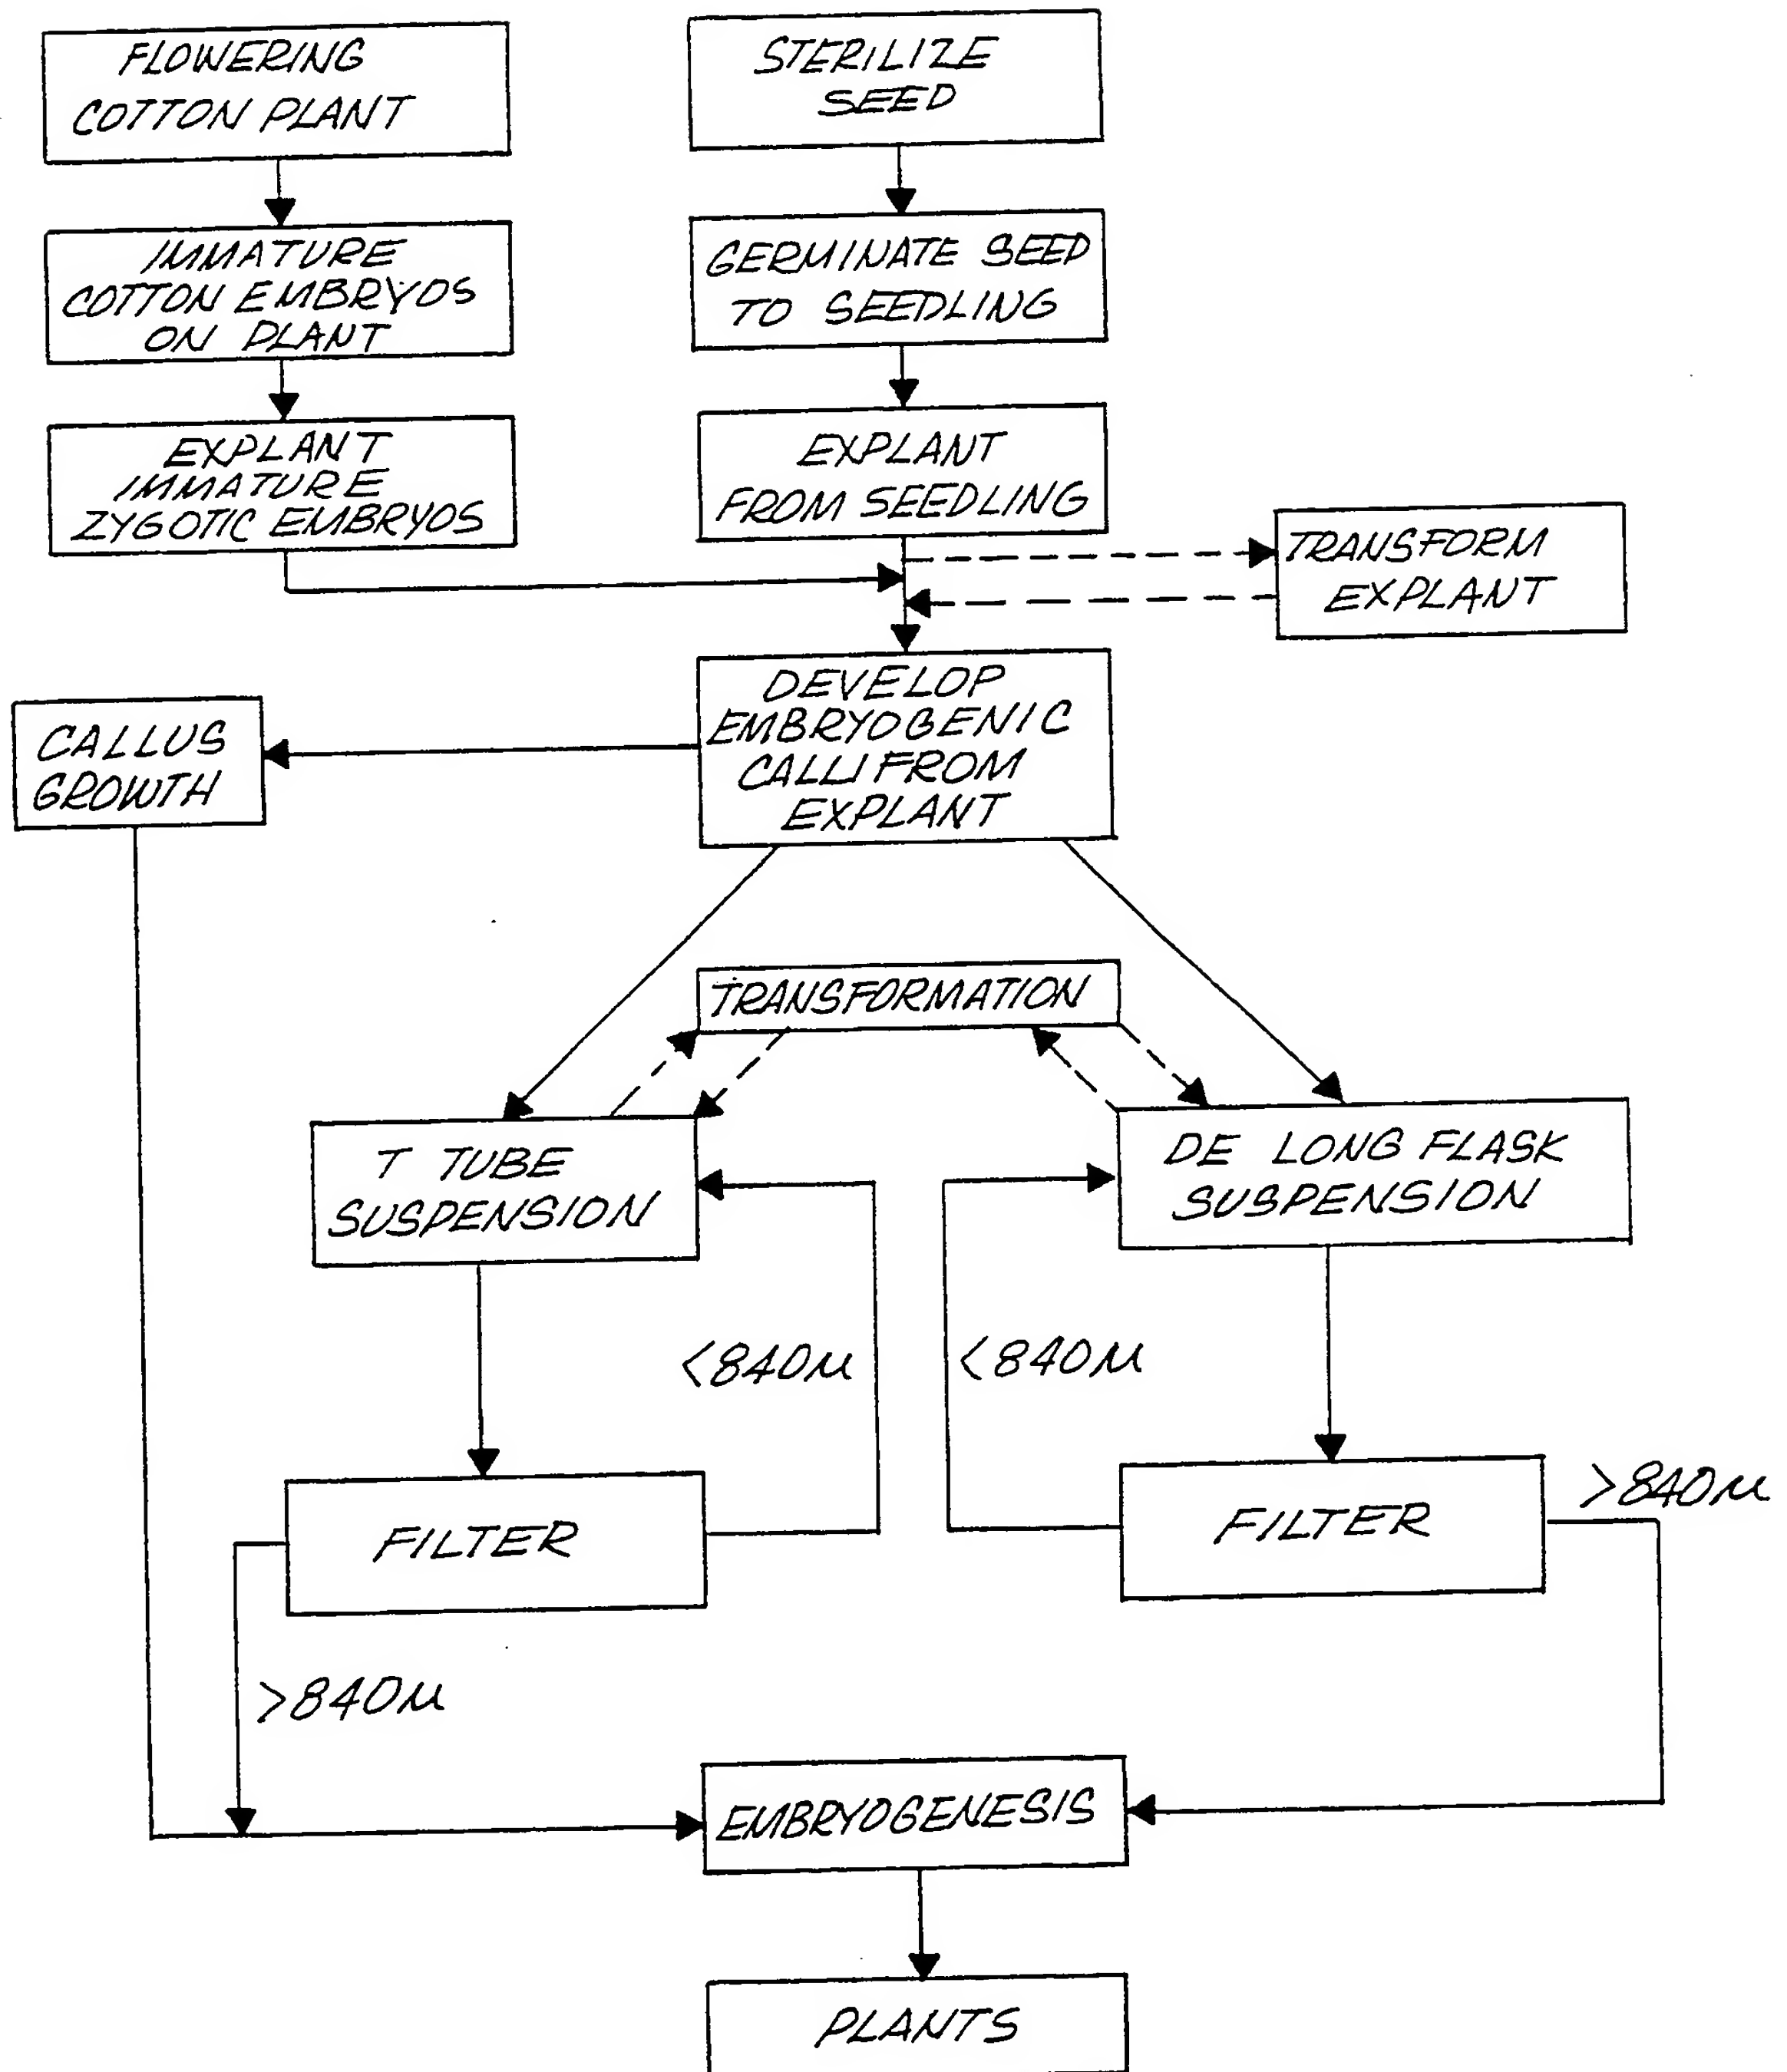 FLOWERING
COTTON PLANT
STERILIZE
SEED
IMMATURE
COTTON EMBRYOS
ON PLANT
GERMINATE SEED
TO SEEDLING
EXPLANT
IMMATURE
ZYGOTIC EMBRYOS
EXPLANT
FROM SEEDLING
TRANSFORM
EXPLANT
DEVELOP
EMBRYOGENIC
CALLI FROM
EXPLANT
CALLUS
GROWTH
TRANSFORMATION
T TUBE
SUSPENSION
DE LONG FLASK
SUSPENSION
<840μ
<840μ
FILTER
FILTER
>840μ
>840μ
EMBRYOGENESIS
PLANTS